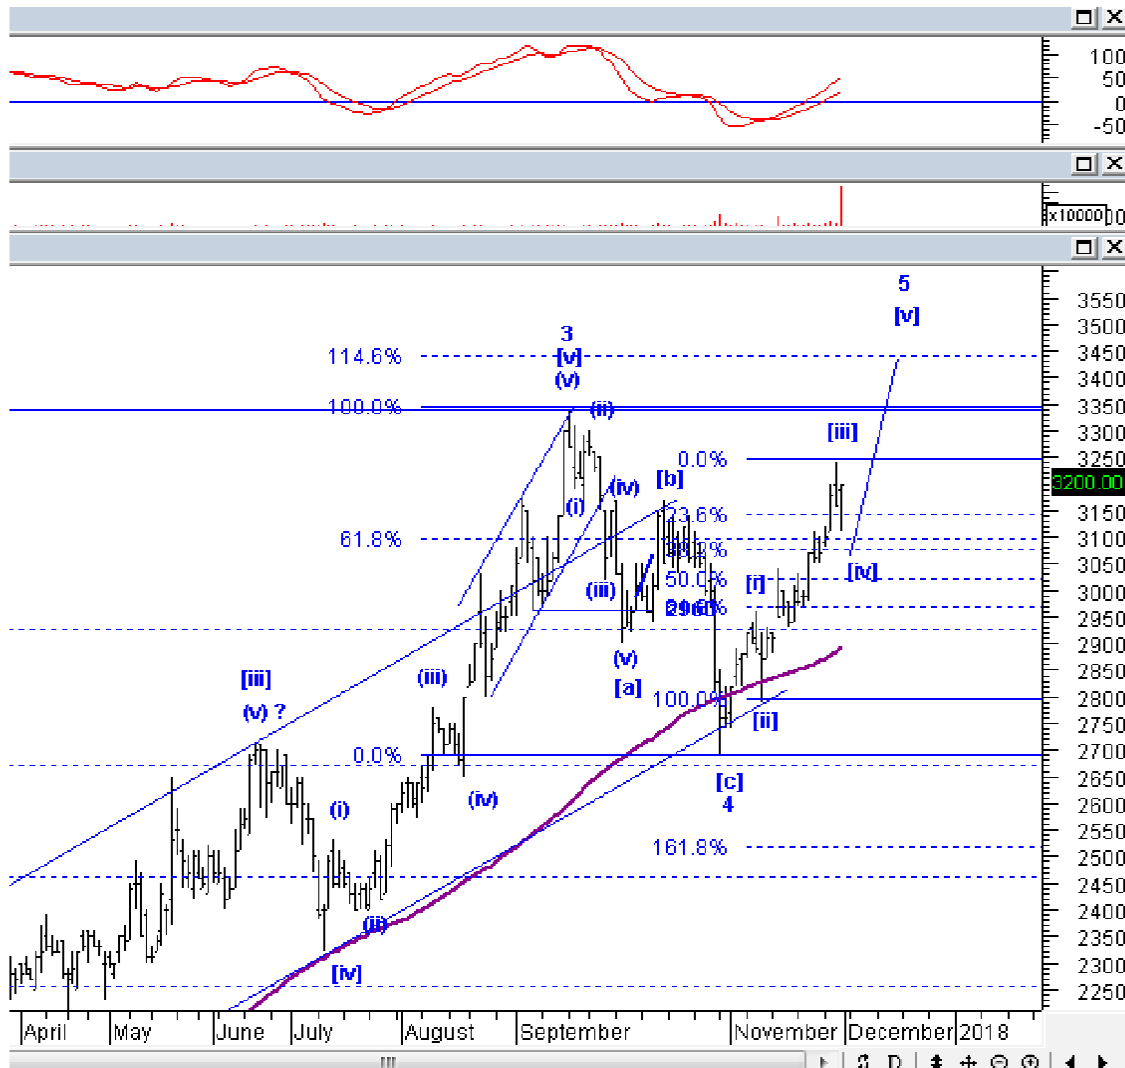 100
50
0
-50
x10000
5
[v]
3550
3500
3
3450
114.6%
[v]
3400
(v)
3350
100.0%
(ii)
3300
[iii]
3250
0.0%
[b]
3200.00
(iv)
(i)
3150
23.6%
61.8%
3100
38.2%
3050
50.0%
[i]
[iv]
(iii)
3000
2950
2900
(v)
[iii]
(iii)
[a]
2850
(v) ?
100.0%
2800
[ii]
2750
0.0%
2700
[c]
2650
(iv)
4
(i)
2600
2550
161.8%
2500
2450
(ii)
2400
2350
[iv]
2300
2250
April May June July August September November December 2018
D